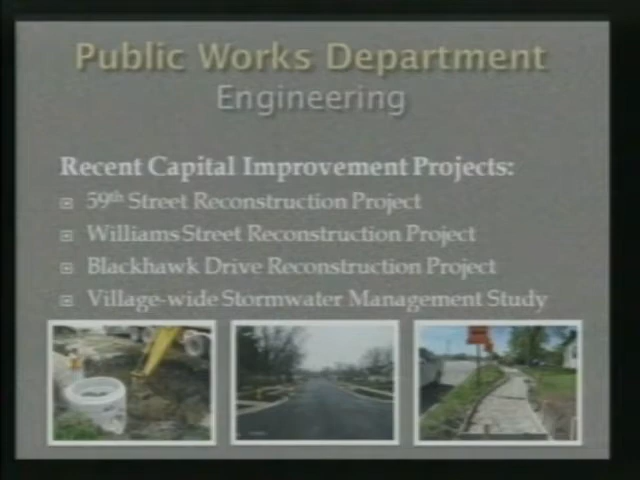 Public Works Department
Engineering
Recent Capital Improvement Projects:
59th Street Reconstruction Project
Williams Street Reconstruction Project
Blackhawk Drive Reconstruction Project
Village-wide Stormwater Management Study